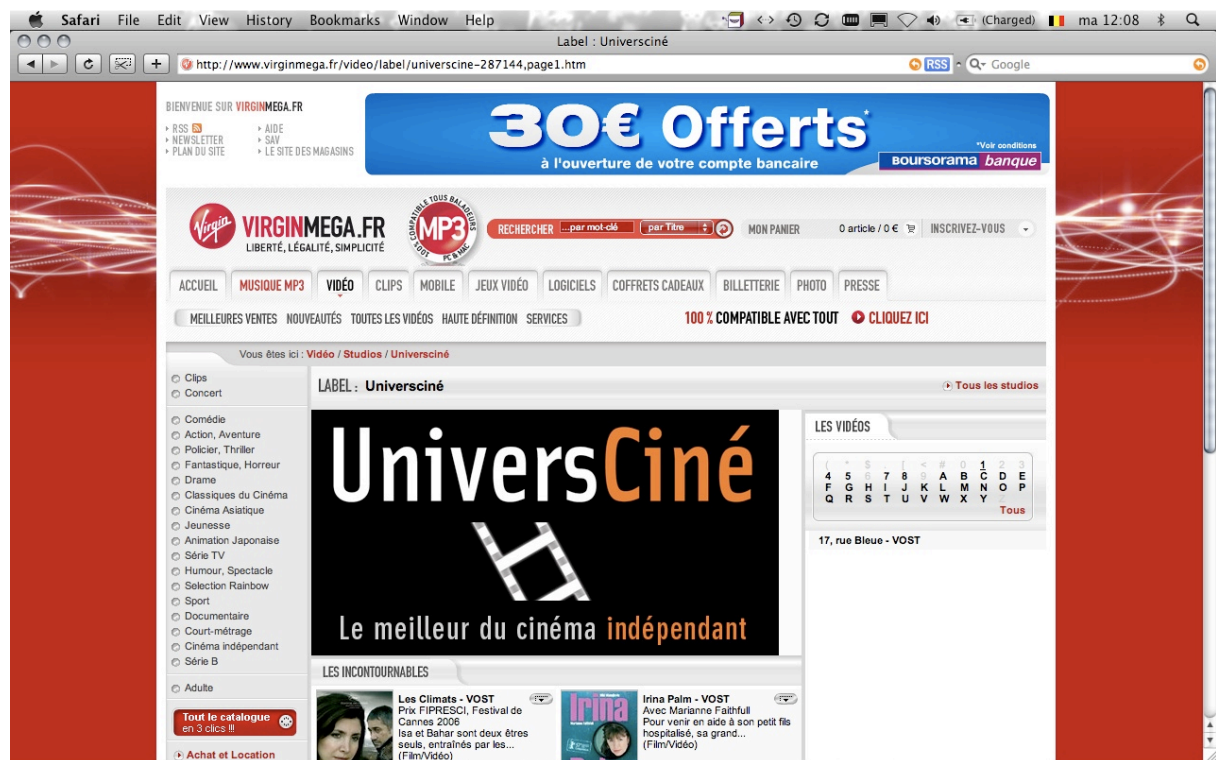 Safari File Edit View History Bookmarks Window Help (Charged) ma 12:08
Label : Universciné
http://www.virginmega.fr/video/label/universcine-287144,page1.htm RSS Google
BIENVENUE SUR VIRGINMEGA.FR
RSS AIDE
NEWSLETTER SAV
PLAN DU SITE LE SITE DES MAGASINS
30€ Offerts*
à l'ouverture de votre compte bancaire
*Voir conditions
BOURSORAMA banque
Virgin VIRGINMEGA.FR
LIBERTÉ, LÉGALITÉ, SIMPLICITÉ
COMPATIBLE TOUS BALADEURS
MP3
PC & MAC
RECHERCHER ...par mot-clé par Titre MON PANIER 0 article / 0 € INSCRIVEZ-VOUS
ACCUEIL MUSIQUE MP3 VIDÉO CLIPS MOBILE JEUX VIDÉO LOGICIELS COFFRETS CADEAUX BILLETTERIE PHOTO PRESSE
MEILLEURES VENTES NOUVEAUTÉS TOUTES LES VIDÉOS HAUTE DÉFINITION SERVICES 100 % COMPATIBLE AVEC TOUT CLIQUEZ ICI
Vous êtes ici : Vidéo / Studios / Universciné
Clips
Concert
Comédie
Action, Aventure
Policier, Thriller
Fantastique, Horreur
Drame
Classiques du Cinéma
Cinéma Asiatique
Jeunesse
Animation Japonaise
Série TV
Humour, Spectacle
Selection Rainbow
Sport
Documentaire
Court-métrage
Cinéma indépendant
Série B
Adulte
Tout le catalogue
en 3 clics !!!
Achat et Location
LABEL : Universciné
Tous les studios
UniversCiné
Le meilleur du cinéma indépendant
LES VIDÉOS
( * $ [ < # 0 1 2 3
4 5 6 7 8 9 A B C D E
F G H I J K L M N O P
Q R S T U V W X Y Z
Tous
17, rue Bleue - VOST
LES INCONTOURNABLES
Les Climats - VOST
Prix FIPRESCI, Festival de
Cannes 2006
Isa et Bahar sont deux êtres
seuls, entraînés par les...
(Film/Vidéo)
Irina
Irina Palm - VOST
Avec Marianne Faithfull
Pour venir en aide à son petit fils
hospitalisé, sa grand...
(Film/Vidéo)